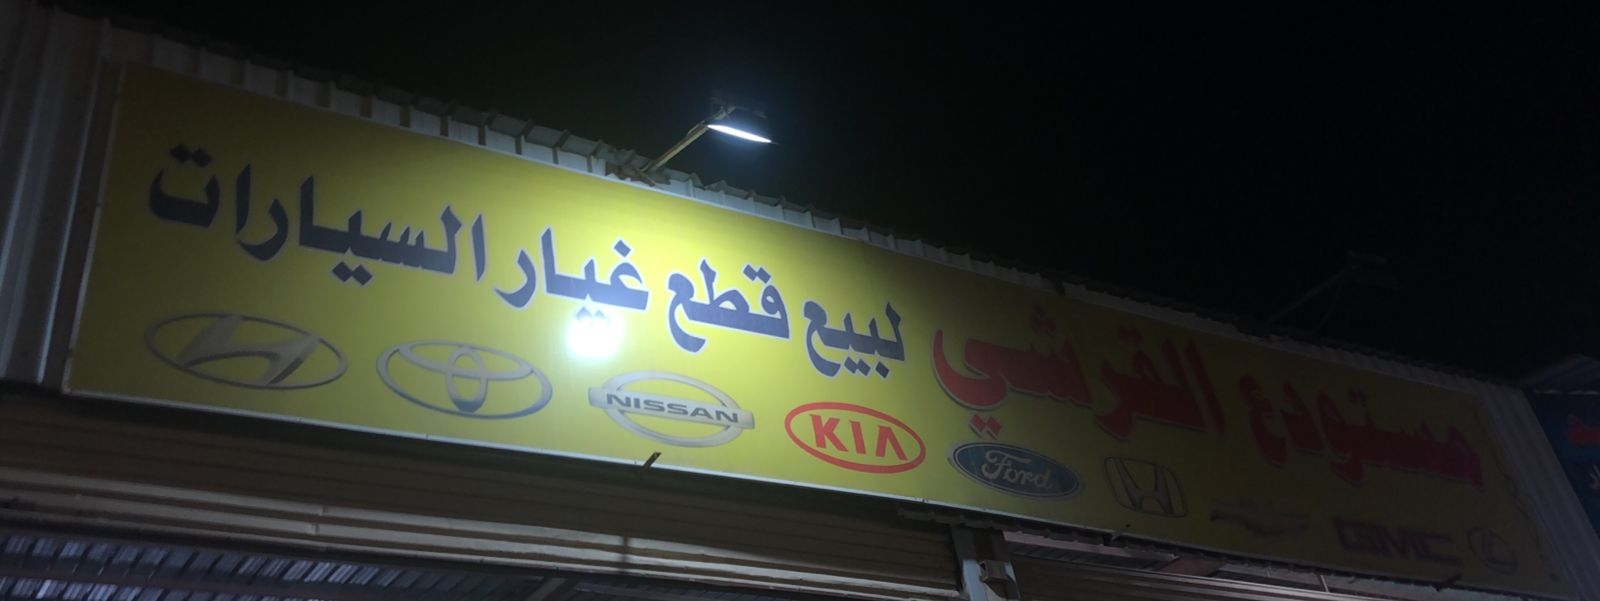 مستودع القرشي لبيع قطع غيار السيارات
NISSAN KIA Ford GMC